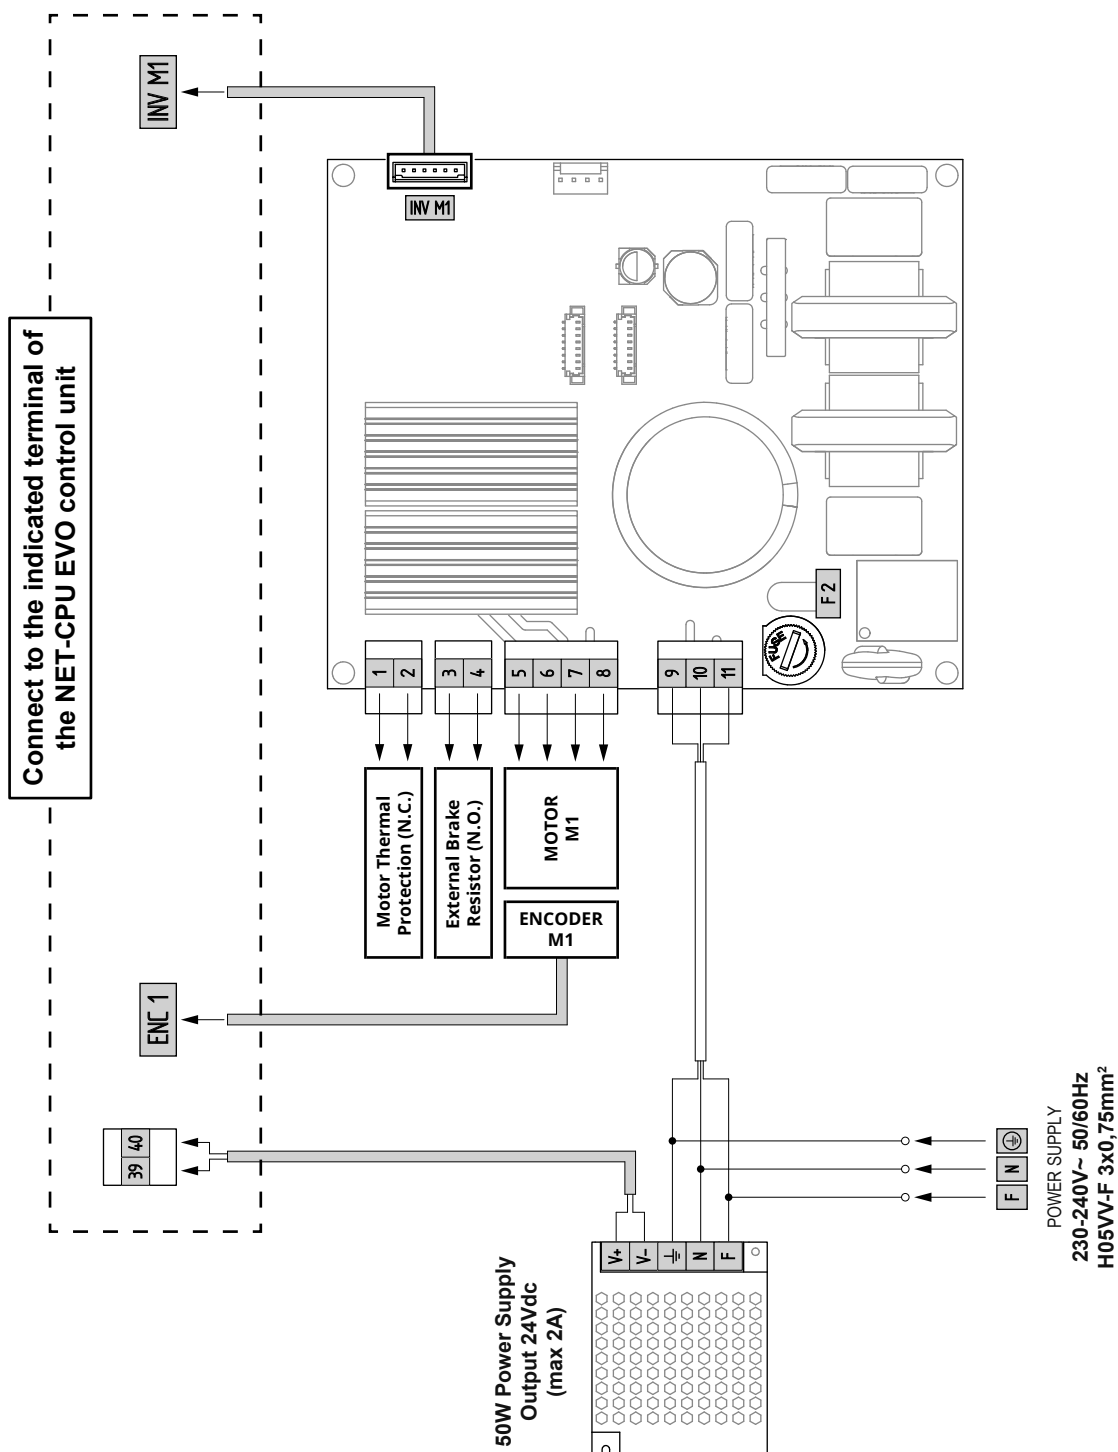 INV M1
INV M1
Connect to the indicated terminal of
the NET-CPU EVO control unit
F 2
FUSE
1
2
3
4
5
6
7
8
9
10
11
Motor Thermal
Protection (N.C.)
External Brake
Resistor (N.O.)
MOTOR
M1
ENCODER
M1
ENC 1
39 40
V+
V-
N
F
50W Power Supply
Output 24Vdc
(max 2A)
F
N
POWER SUPPLY
230-240V~ 50/60Hz
H05VV-F 3x0,75mm²